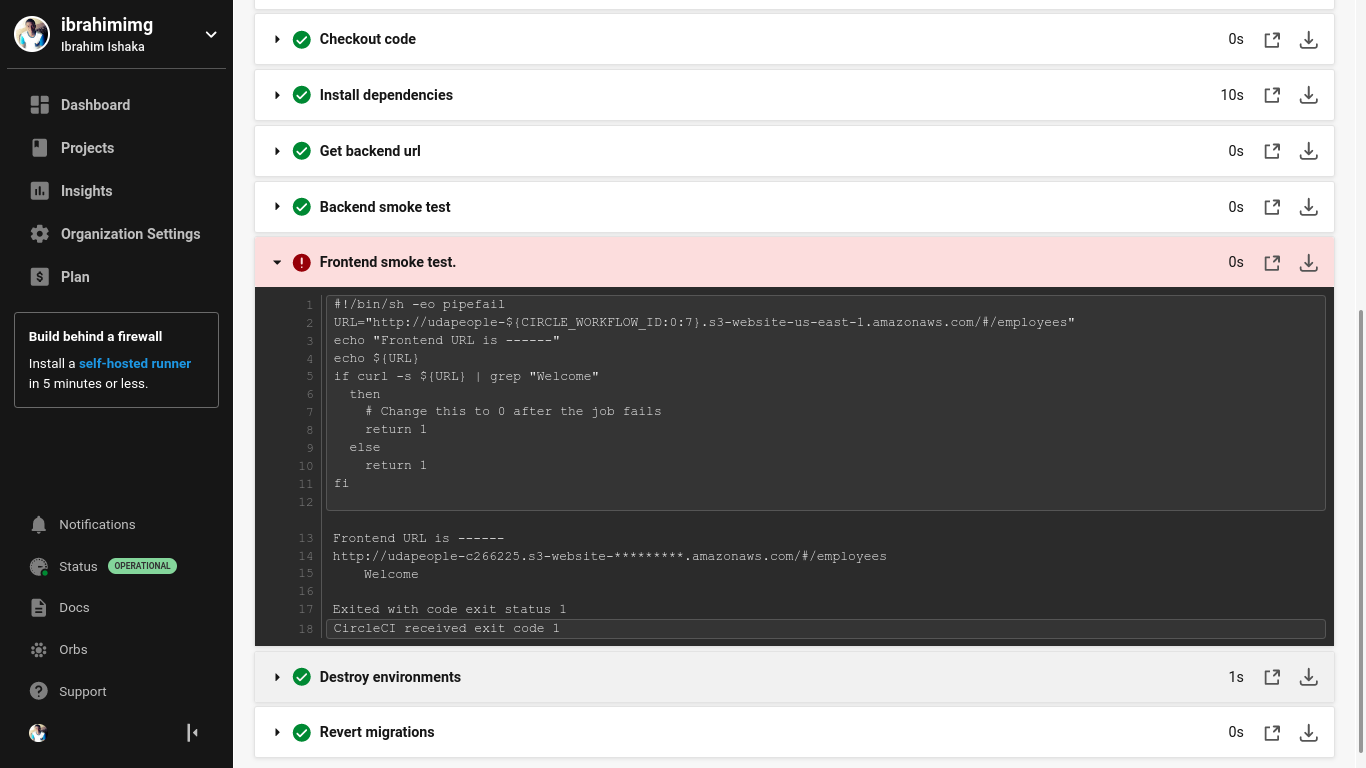 ibrahimimg
Ibrahim Ishaka
Dashboard
Projects
Insights
Organization Settings
Plan
Build behind a firewall
Install a self-hosted runner
in 5 minutes or less.
Notifications
Status OPERATIONAL
Docs
Orbs
Support
Checkout code 0s
Install dependencies 10s
Get backend url 0s
Backend smoke test 0s
Frontend smoke test. 0s
1 #!/bin/sh -eo pipefail
2 URL="http://udapeople-${CIRCLE_WORKFLOW_ID:0:7}.s3-website-us-east-1.amazonaws.com/#/employees"
3 echo "Frontend URL is ------"
4 echo ${URL}
5 if curl -s ${URL} | grep "Welcome"
6 then
7 # Change this to 0 after the job fails
8 return 1
9 else
10 return 1
11 fi
12
13 Frontend URL is ------
14 http://udapeople-c266225.s3-website-*********.amazonaws.com/#/employees
15 Welcome
16
17 Exited with code exit status 1
18 CircleCI received exit code 1
Destroy environments 1s
Revert migrations 0s